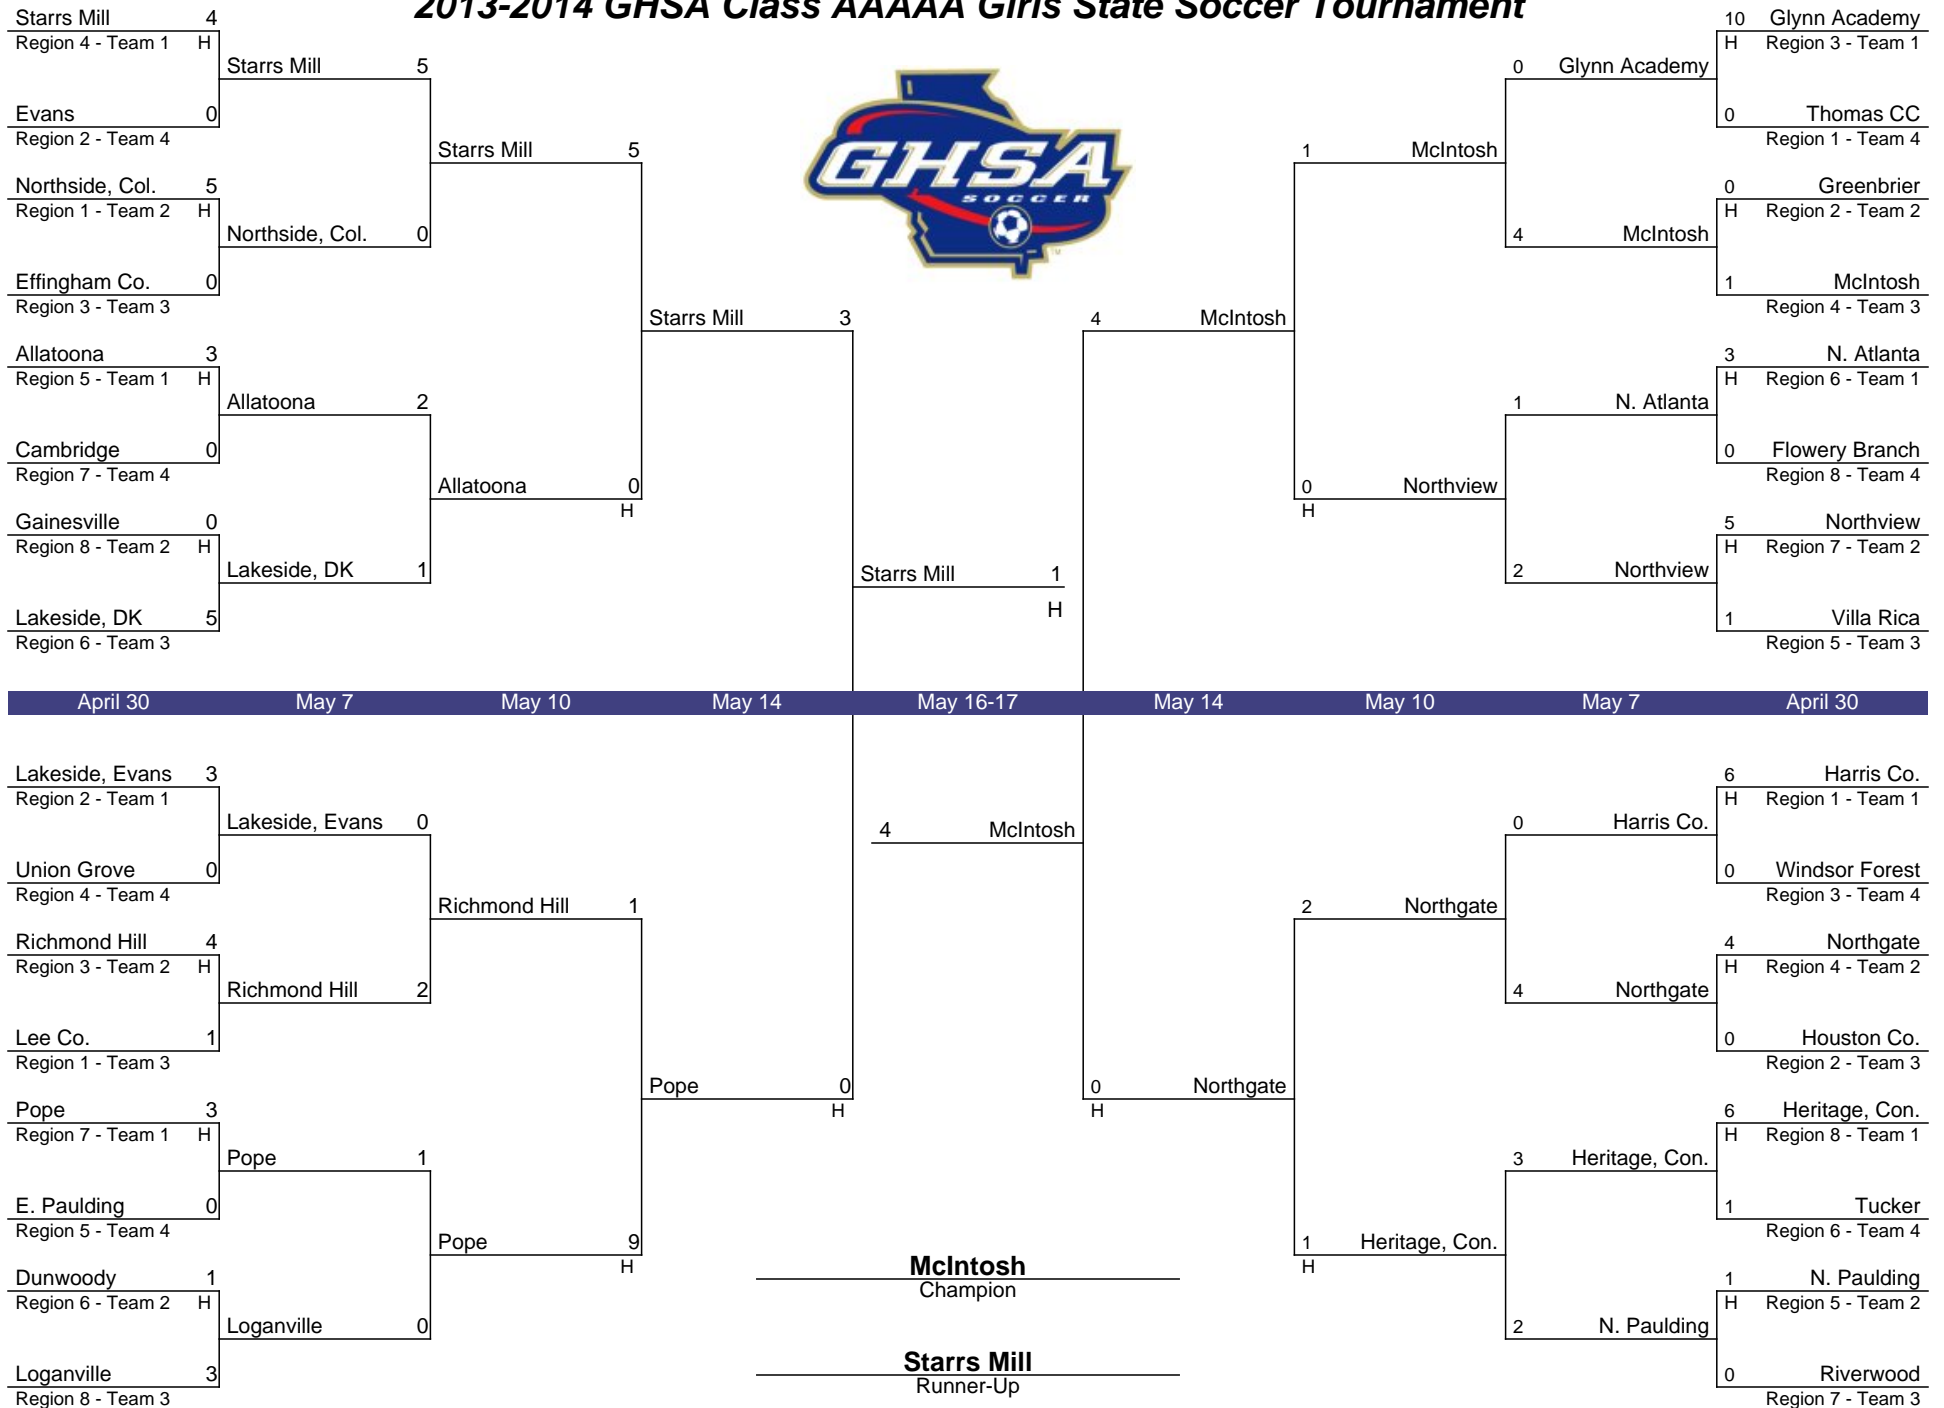 2013-2014 GHSA Class AAAAA Girls State Soccer Tournament
Starrs Mill 4
Region 4 - Team 1 H
Evans 0
Region 2 - Team 4
Northside, Col. 5
Region 1 - Team 2 H
Effingham Co. 0
Region 3 - Team 3
Allatoona 3
Region 5 - Team 1 H
Cambridge 0
Region 7 - Team 4
Gainesville 0
Region 8 - Team 2 H
Lakeside, DK 5
Region 6 - Team 3
Starrs Mill 5
Northside, Col. 0
Allatoona 2
Lakeside, DK 1
Starrs Mill 5
Allatoona 0
H
Starrs Mill 3
Starrs Mill 1
H
GHSA
SOCCER
TM
4 McIntosh
1 McIntosh
0 Northview
H
0 Glynn Academy
4 McIntosh
1 N. Atlanta
2 Northview
10 Glynn Academy
H Region 3 - Team 1
0 Thomas CC
Region 1 - Team 4
0 Greenbrier
H Region 2 - Team 2
1 McIntosh
Region 4 - Team 3
3 N. Atlanta
H Region 6 - Team 1
0 Flowery Branch
Region 8 - Team 4
5 Northview
H Region 7 - Team 2
1 Villa Rica
Region 5 - Team 3
April 30 May 7 May 10 May 14 May 16-17 May 14 May 10 May 7 April 30
Lakeside, Evans 3
Region 2 - Team 1
Union Grove 0
Region 4 - Team 4
Richmond Hill 4
Region 3 - Team 2 H
Lee Co. 1
Region 1 - Team 3
Pope 3
Region 7 - Team 1 H
E. Paulding 0
Region 5 - Team 4
Dunwoody 1
Region 6 - Team 2 H
Loganville 3
Region 8 - Team 3
Lakeside, Evans 0
Richmond Hill 2
Pope 1
Loganville 0
Richmond Hill 1
Pope 9
H
Pope 0
H
4 McIntosh
McIntosh
Champion
Starrs Mill
Runner-Up
0 Northgate
H
2 Northgate
1 Heritage, Con.
H
0 Harris Co.
4 Northgate
3 Heritage, Con.
2 N. Paulding
6 Harris Co.
H Region 1 - Team 1
0 Windsor Forest
Region 3 - Team 4
4 Northgate
H Region 4 - Team 2
0 Houston Co.
Region 2 - Team 3
6 Heritage, Con.
H Region 8 - Team 1
1 Tucker
Region 6 - Team 4
1 N. Paulding
H Region 5 - Team 2
0 Riverwood
Region 7 - Team 3